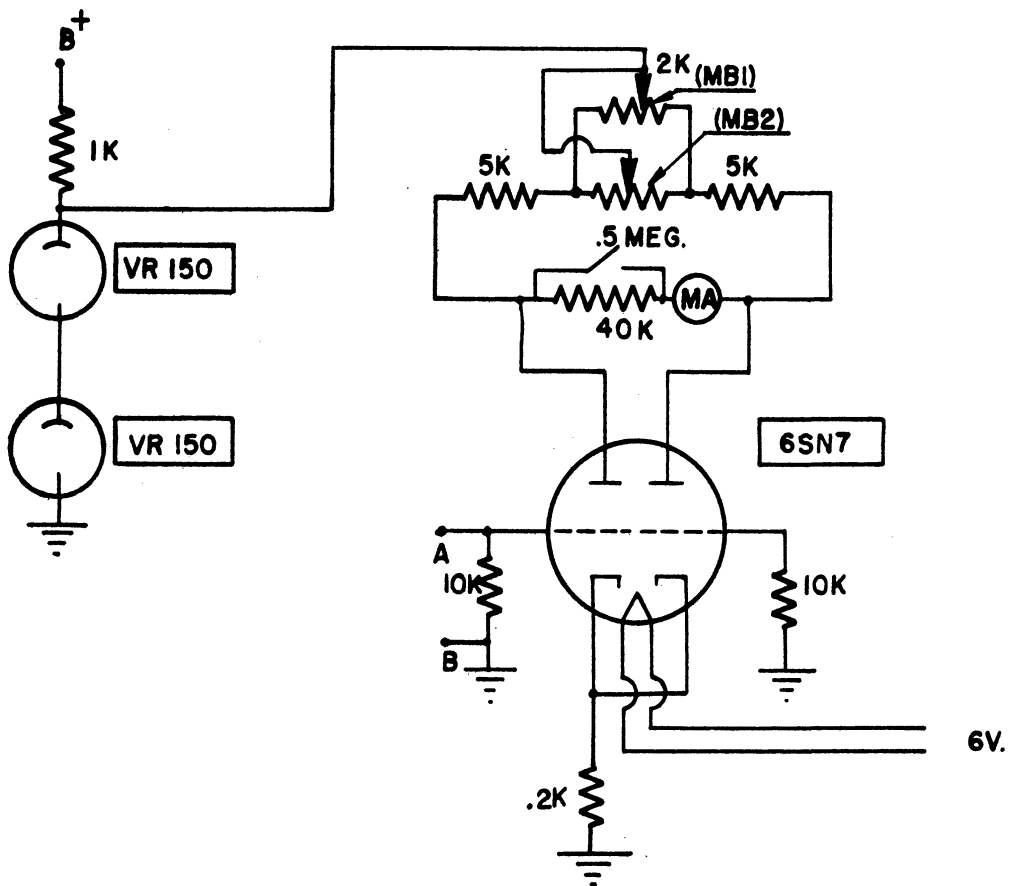 B+
1K
VR 150
VR 150
2K (MB1)
(MB2)
5K
5K
.5 MEG.
40K
MA
6SN7
A
10K
B
10K
.2K
6V.